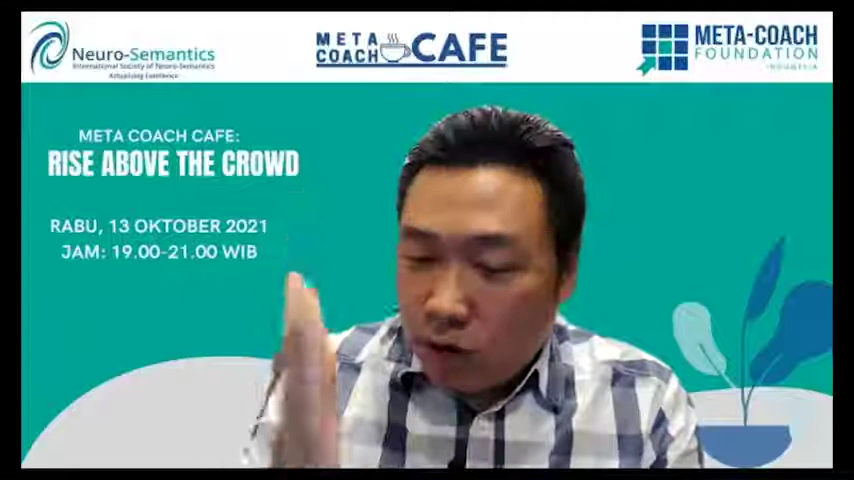 Neuro-Semantics
International Society of Neuro-Semantics
Actualizing Excellence
META
COACH
CAFE
META-COACH
FOUNDATION
INDONESIA
META COACH CAFE:
RISE ABOVE THE CROWD
RABU, 13 OKTOBER 2021
JAM: 19.00-21.00 WIB